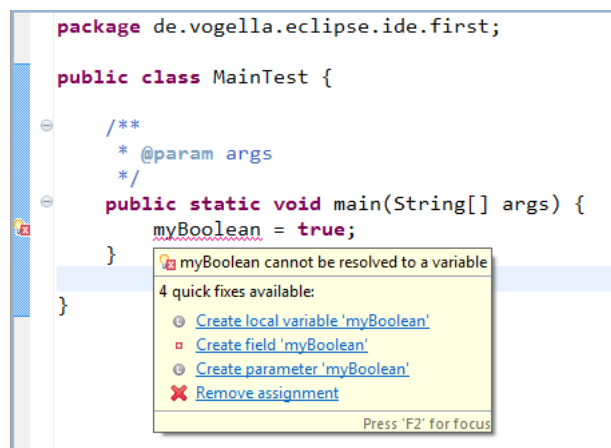 package de.vogella.eclipse.ide.first;
public class MainTest {
/**
* @param args
*/
public static void main(String[] args) {
myBoolean = true;
}
myBoolean cannot be resolved to a variable
4 quick fixes available:
Create local variable 'myBoolean'
Create field 'myBoolean'
Create parameter 'myBoolean'
Remove assignment
Press 'F2' for focus
}